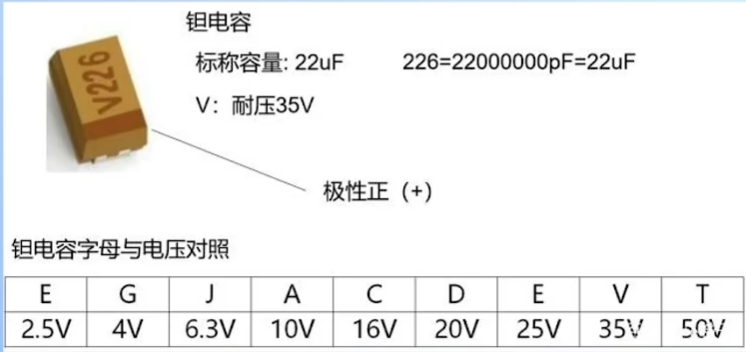 钽电容
标称容量: 22uF 226=22000000pF=22uF
V：耐压35V
V226
极性正（+）
钽电容字母与电压对照
E G J A C D E V T
2.5V 4V 6.3V 10V 16V 20V 25V 35V 50V